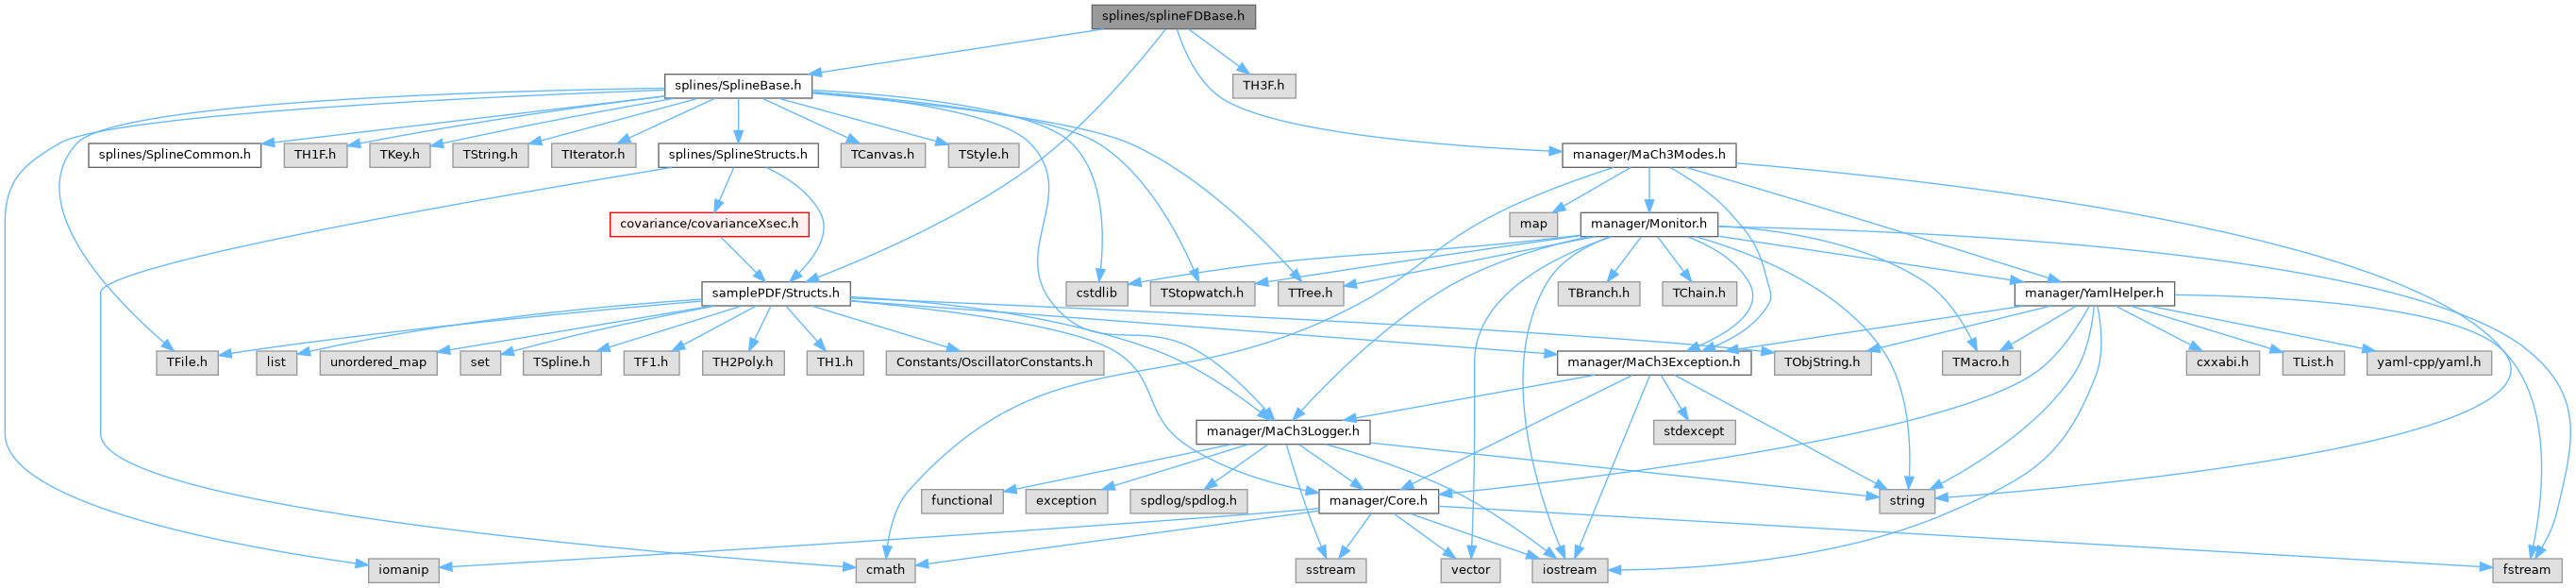 splines/splineFDBase.h
splines/SplineBase.h
TH3F.h
splines/SplineCommon.h
TH1F.h
TKey.h
TString.h
TIterator.h
splines/SplineStructs.h
TCanvas.h
TStyle.h
manager/MaCh3Modes.h
covariance/covarianceXsec.h
map
manager/Monitor.h
samplePDF/Structs.h
cstdlib
TStopwatch.h
TTree.h
TBranch.h
TChain.h
manager/YamlHelper.h
TFile.h
list
unordered_map
set
TSpline.h
TF1.h
TH2Poly.h
TH1.h
Constants/OscillatorConstants.h
manager/MaCh3Exception.h
TObjString.h
TMacro.h
cxxabi.h
TList.h
yaml-cpp/yaml.h
manager/MaCh3Logger.h
stdexcept
functional
exception
spdlog/spdlog.h
manager/Core.h
string
iomanip
cmath
sstream
vector
iostream
fstream